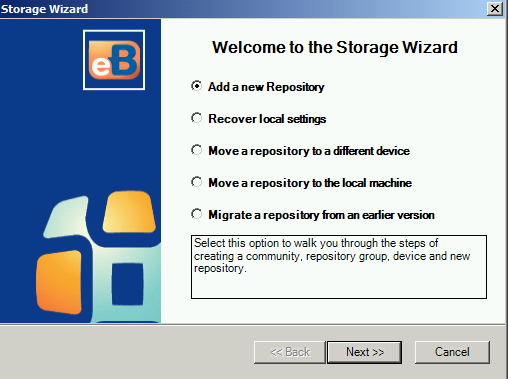 Storage Wizard
eB
Welcome to the Storage Wizard
Add a new Repository
Recover local settings
Move a repository to a different device
Move a repository to the local machine
Migrate a repository from an earlier version
Select this option to walk you through the steps of
creating a community, repository group, device and new
repository.
<< Back
Next >>
Cancel